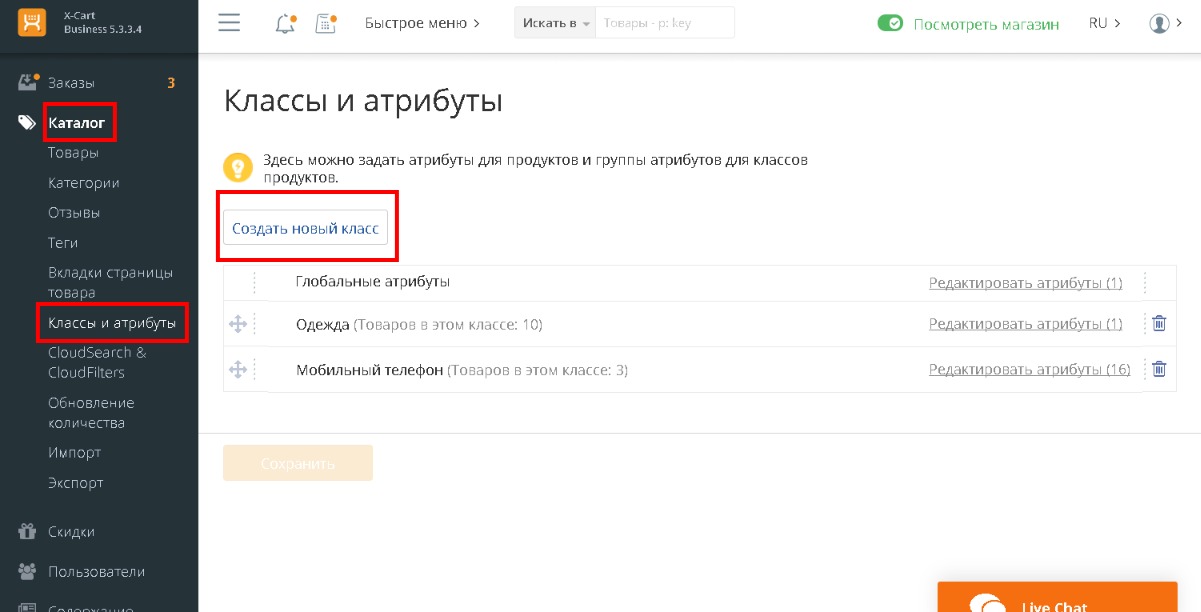 X-Cart
Business 5.3.3.4
Быстрое меню
Искать в
Товары - p: key
Посмотреть магазин
RU
Заказы 3
Каталог
Товары
Категории
Отзывы
Теги
Вкладки страницы
товара
Классы и атрибуты
CloudSearch &
CloudFilters
Обновление
количества
Импорт
Экспорт
Скидки
Пользователи
Содержание
Классы и атрибуты
Здесь можно задать атрибуты для продуктов и группы атрибутов для классов
продуктов.
Создать новый класс
Глобальные атрибуты Редактировать атрибуты (1)
Одежда (Товаров в этом классе: 10) Редактировать атрибуты (1)
Мобильный телефон (Товаров в этом классе: 3) Редактировать атрибуты (16)
Сохранить
Live Chat